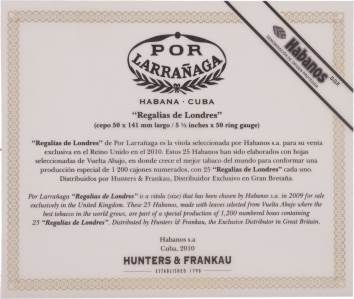 POR
LARRAÑAGA
HABANA · CUBA
Habanos
“Regalias de Londres”
(cepo 50 x 141 mm largo / 5 ½ inches x 50 ring gauge)
“Regalias de Londres” de Por Larrañaga es la vitola seleccionada por Habanos s.a. para su venta
exclusiva en el Reino Unido en el 2010. Estos 25 Habanos han sido elaborados con hojas
seleccionadas de Vuelta Abajo, en donde crece el mejor tabaco del mundo para conformar una
producción especial de 1 200 cajones numerados, con 25 “Regalias de Londres” cada uno.
Distribuidos por Hunters & Frankau, Distribuidor Exclusivo en Gran Bretaña.
Por Larrañaga “Regalias de Londres” is a vitola (size) that has been chosen by Habanos s.a. in 2009 for sale
exclusively in the United Kingdom. These 25 Habanos, made with leaves selected from Vuelta Abajo where the
best tobacco in the world grows, are part of a special production of 1,200 numbered boxes containing
25 “Regalias de Londres”. Distributed by Hunters & Frankau, the Exclusive Distributor in Great Britain.
Habanos s.a
Cuba, 2010
HUNTERS & FRANKAU
ESTABLISHED 1790